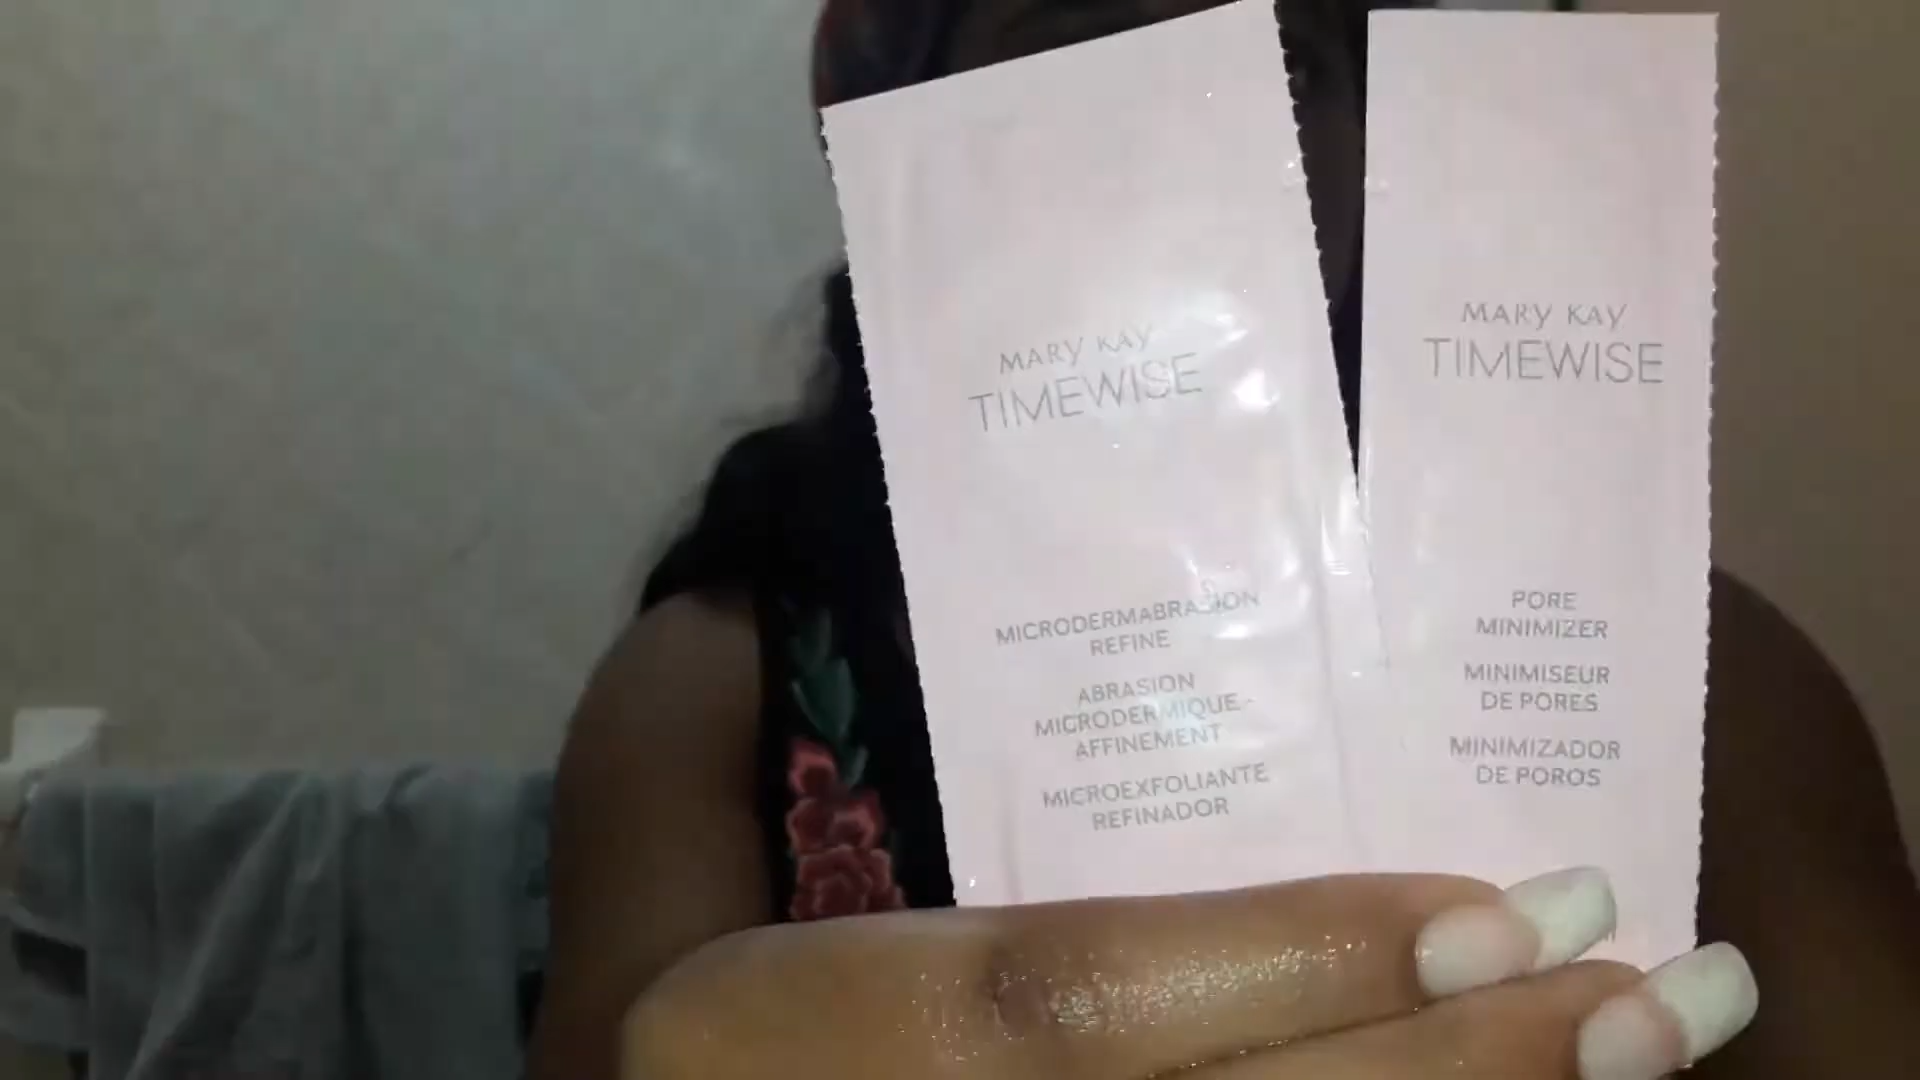 MARY KAY
TIMEWISE
MICRODERMABRASION
REFINE
ABRASION
MICRODERMIQUE -
AFFINEMENT
MICROEXFOLIANTE
REFINADOR
MARY KAY
TIMEWISE
PORE
MINIMIZER
MINIMISEUR
DE PORES
MINIMIZADOR
DE POROS